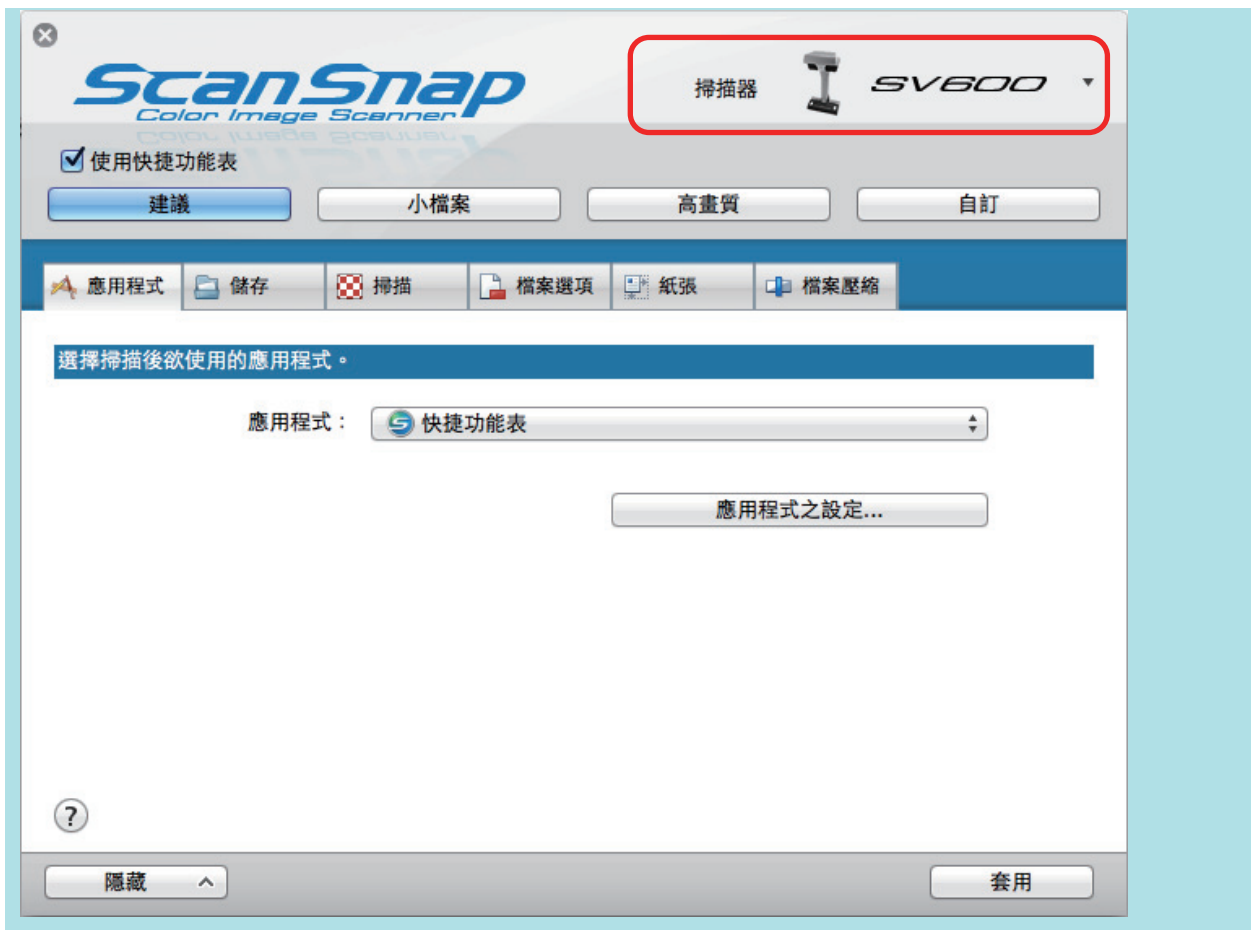 ScanSnap
Color Image Scanner
掃描器 SV600
使用快捷功能表
建議 小檔案 高畫質 自訂
應用程式 儲存 掃描 檔案選項 紙張 檔案壓縮
選擇掃描後欲使用的應用程式。
應用程式： 快捷功能表
應用程式之設定...
?
隱藏 套用